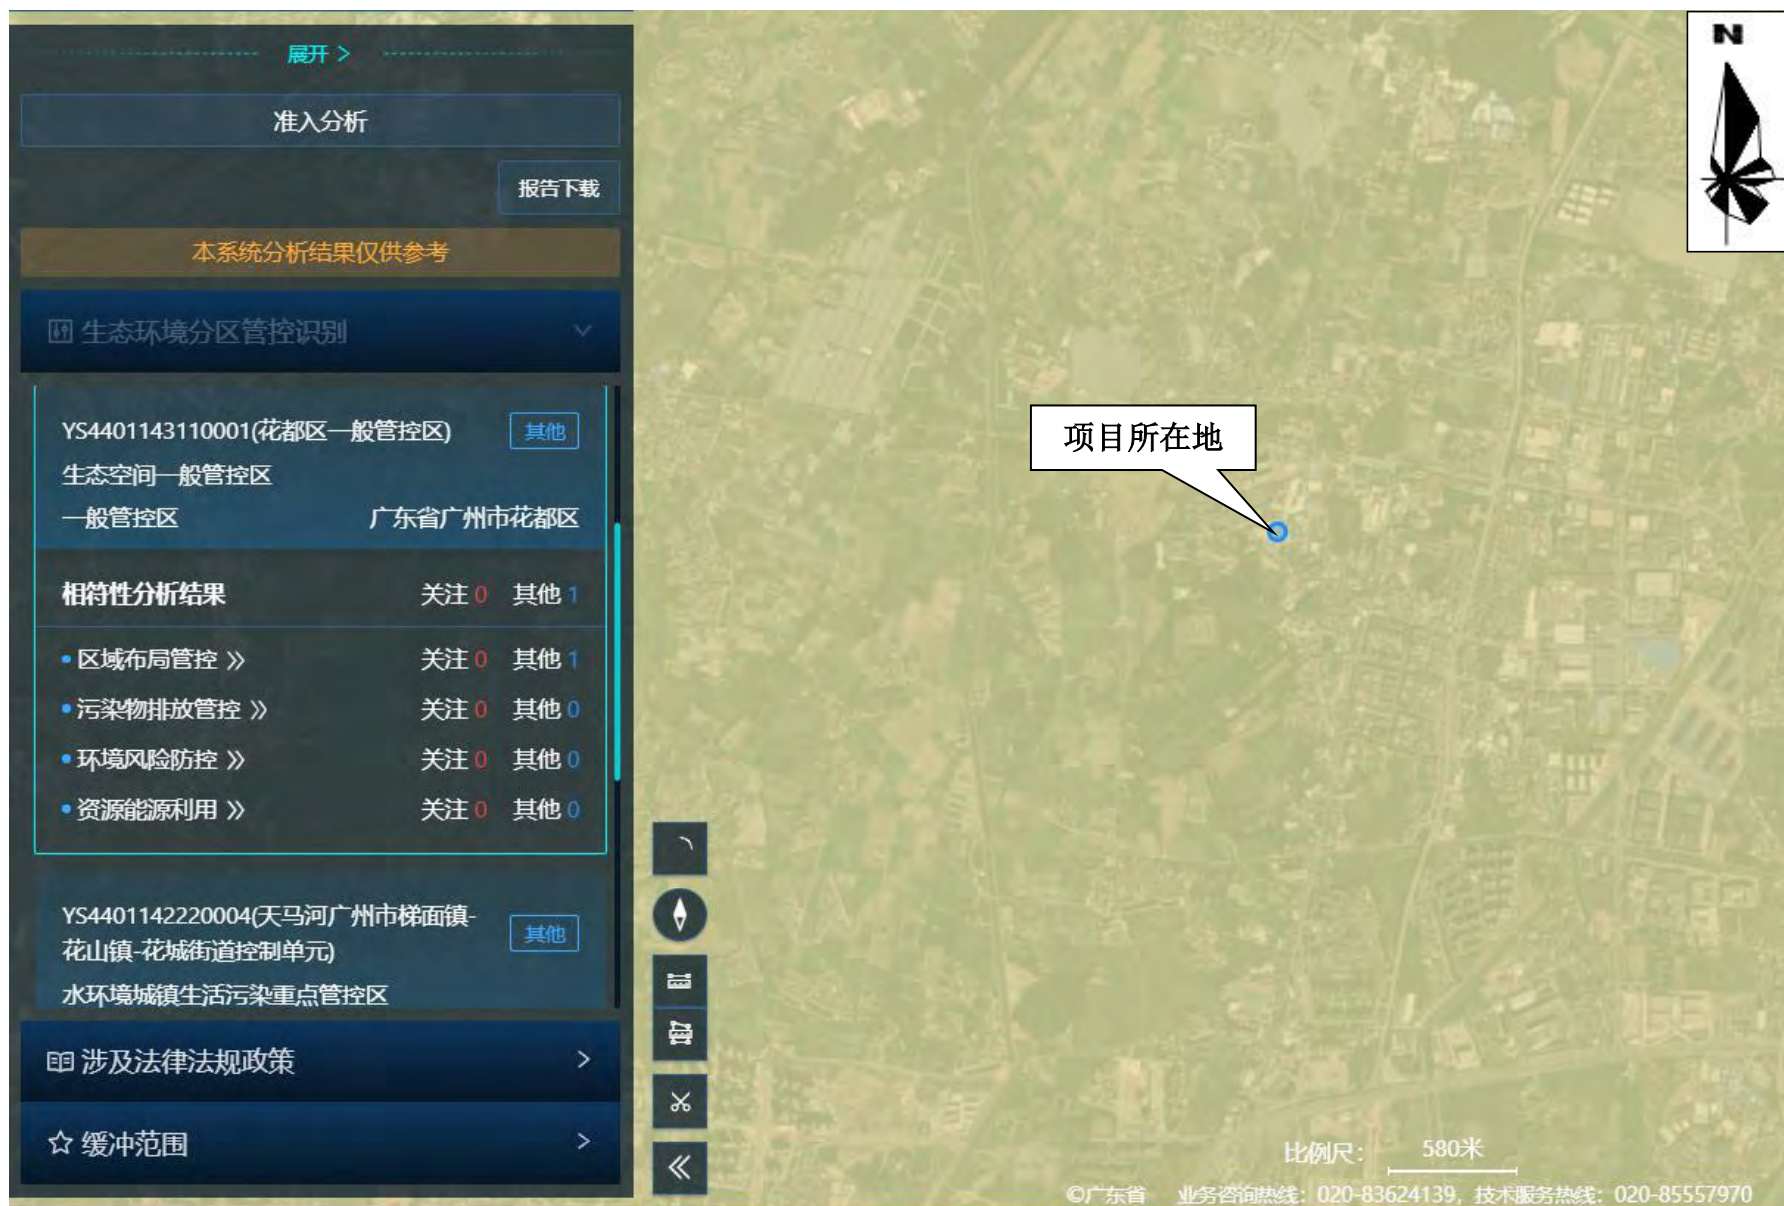 展开 >
准入分析
报告下载
本系统分析结果仅供参考
生态环境分区管控识别
YS4401143110001(花都区一般管控区)
其他
生态空间一般管控区
一般管控区 广东省广州市花都区
相符性分析结果 关注 0 其他 1
区域布局管控 》 关注 0 其他 1
污染物排放管控 》 关注 0 其他 0
环境风险防控 》 关注 0 其他 0
资源能源利用 》 关注 0 其他 0
YS4401142220004(天马河广州市梯面镇-
花山镇-花城街道控制单元)
其他
水环境城镇生活污染重点管控区
涉及法律法规政策 >
缓冲范围 >
N
项目所在地
比例尺： 580米
©广东省 业务咨询热线：020-83624139，技术服务热线：020-85557970